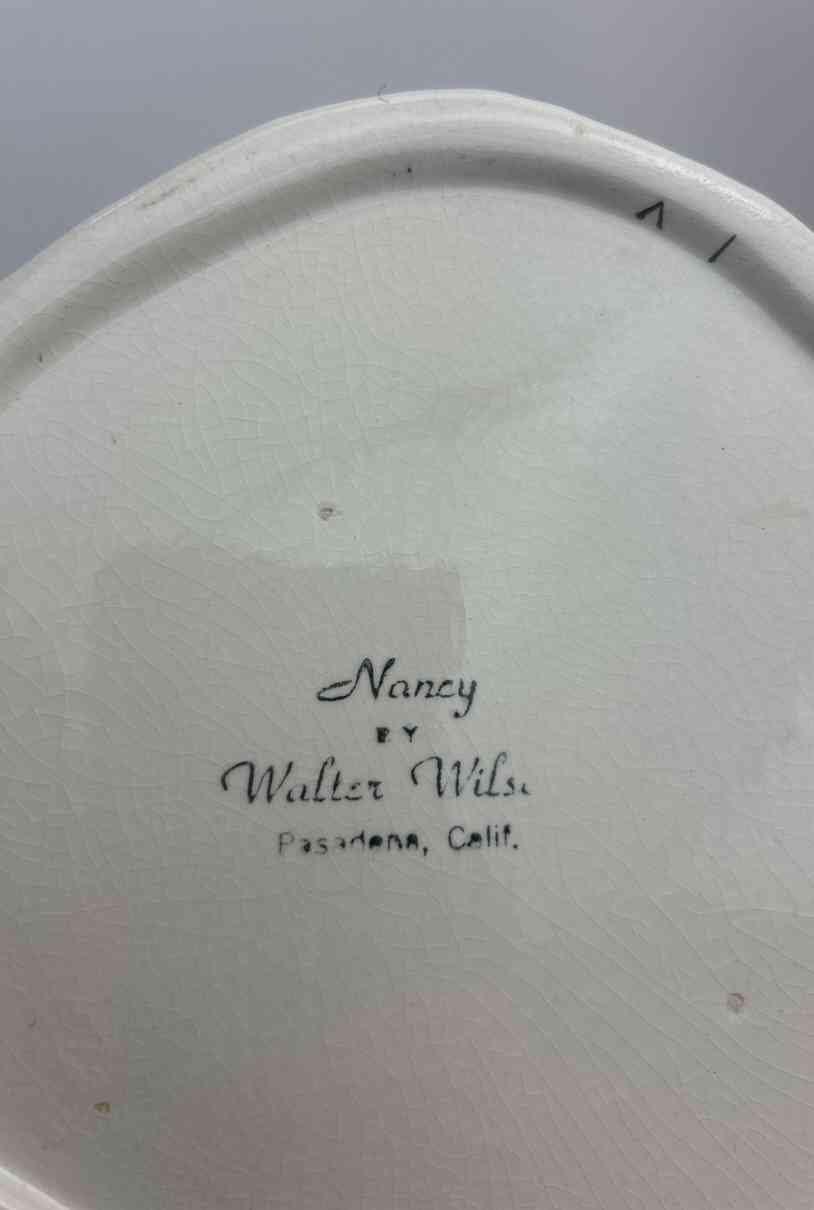 Nancy
BY
Walter Wils
Pasadena, Calif.